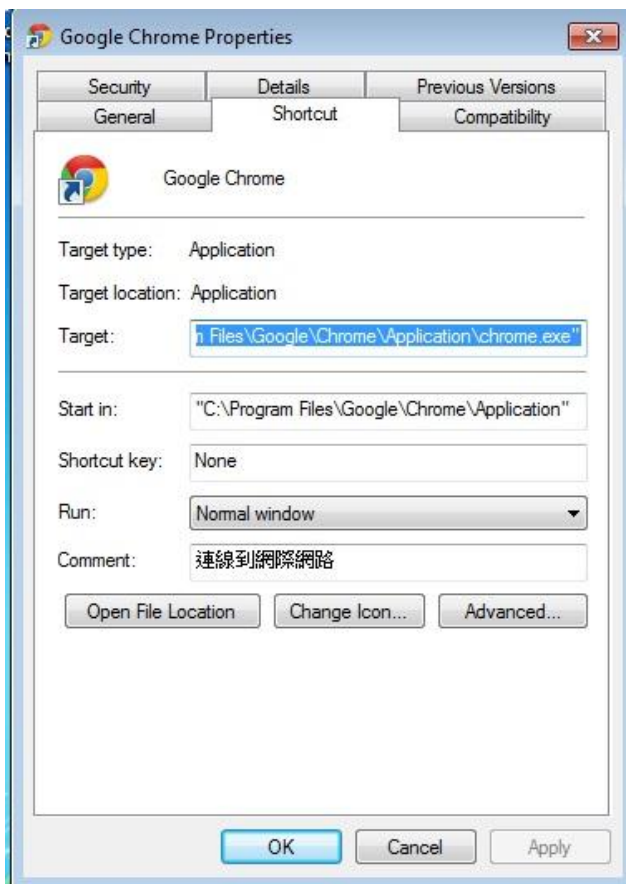 Google Chrome Properties
Security Details Previous Versions
General Shortcut Compatibility
Google Chrome
Target type: Application
Target location: Application
Target: n Files\Google\Chrome\Application\chrome.exe"
Start in: "C:\Program Files\Google\Chrome\Application"
Shortcut key: None
Run: Normal window
Comment: 連線到網際網路
Open File Location Change Icon... Advanced...
OK Cancel Apply